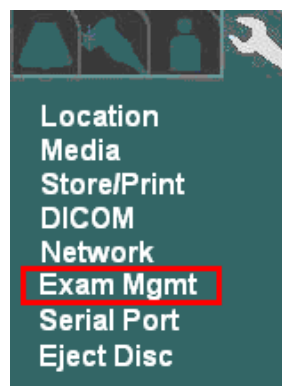 Location
Media
Store/Print
DICOM
Network
Exam Mgmt
Serial Port
Eject Disc